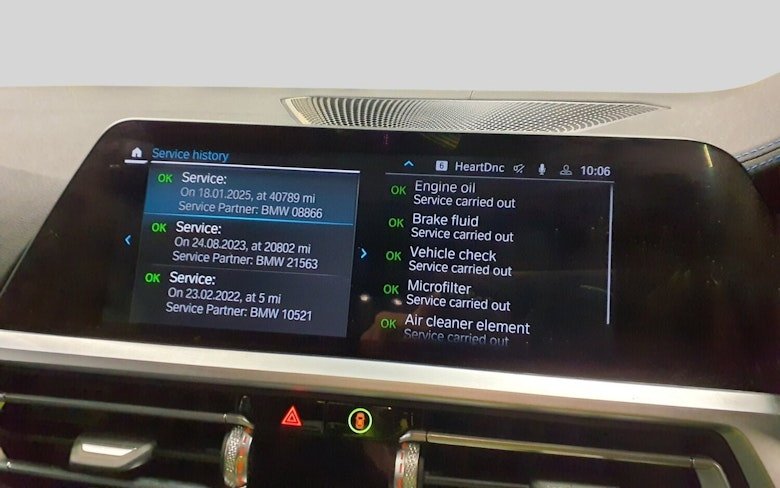 Service history
6 HeartDnc 10:06
OK Service:
On 18.01.2025, at 40789 mi
Service Partner: BMW 08866
OK Service:
On 24.08.2023, at 20802 mi
Service Partner: BMW 21563
OK Service:
On 23.02.2022, at 5 mi
Service Partner: BMW 10521
OK Engine oil
Service carried out
OK Brake fluid
Service carried out
OK Vehicle check
Service carried out
OK Microfilter
Service carried out
OK Air cleaner element
Service carried out